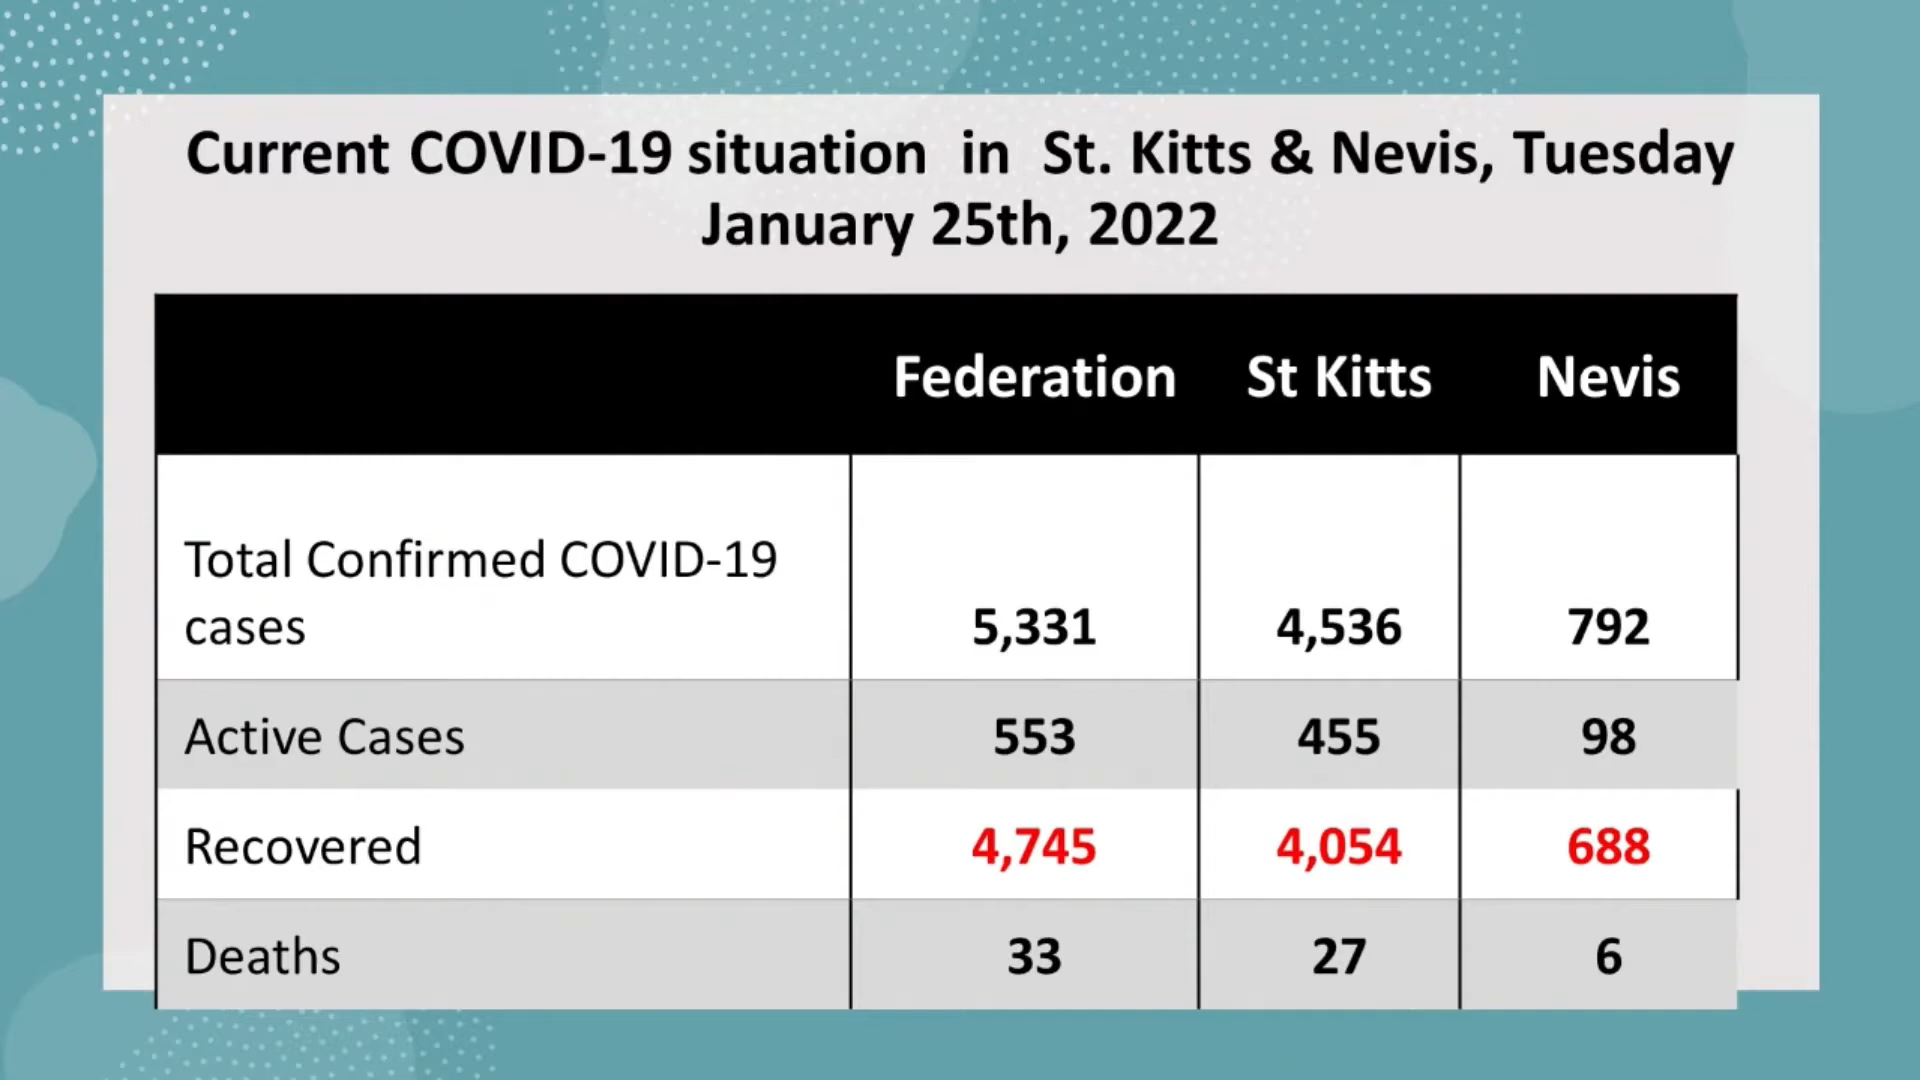 Current COVID-19 situation in St. Kitts & Nevis, Tuesday
January 25th, 2022
Federation St Kitts Nevis
Total Confirmed COVID-19
cases 5,331 4,536 792
Active Cases 553 455 98
Recovered 4,745 4,054 688
Deaths 33 27 6